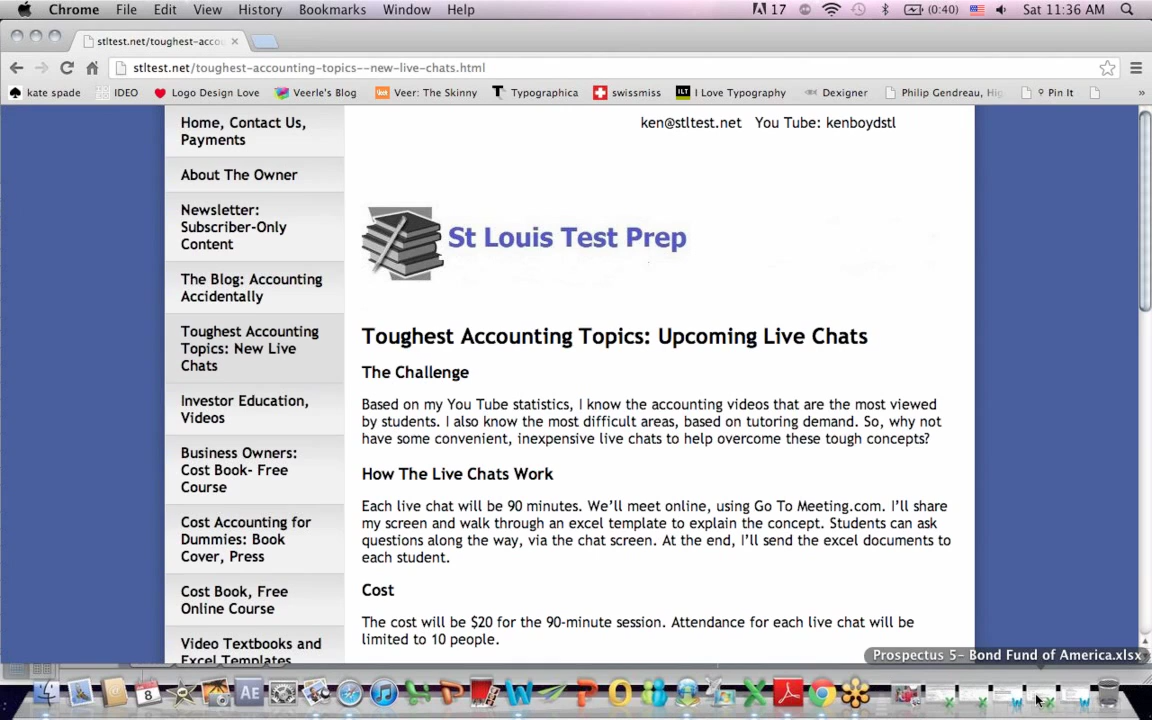 Chrome File Edit View History Bookmarks Window Help 17 (0:40) Sat 11:36 AM
stltest.net/toughest-acco
stltest.net/toughest-accounting-topics--new-live-chats.html
kate spade IDEO Logo Design Love Veerle's Blog Veer: The Skinny Typographica swissmiss ILT I Love Typography Dexigner Philip Gendreau, Hig Pin It »
Home, Contact Us,
Payments
About The Owner
Newsletter:
Subscriber-Only
Content
The Blog: Accounting
Accidentally
Toughest Accounting
Topics: New Live
Chats
Investor Education,
Videos
Business Owners:
Cost Book- Free
Course
Cost Accounting for
Dummies: Book
Cover, Press
Cost Book, Free
Online Course
Video Textbooks and
Excel Templates
ken@stltest.net You Tube: kenboydstl
St Louis Test Prep
Toughest Accounting Topics: Upcoming Live Chats
The Challenge
Based on my You Tube statistics, I know the accounting videos that are the most viewed
by students. I also know the most difficult areas, based on tutoring demand. So, why not
have some convenient, inexpensive live chats to help overcome these tough concepts?
How The Live Chats Work
Each live chat will be 90 minutes. We'll meet online, using Go To Meeting.com. I'll share
my screen and walk through an excel template to explain the concept. Students can ask
questions along the way, via the chat screen. At the end, I'll send the excel documents to
each student.
Cost
The cost will be $20 for the 90-minute session. Attendance for each live chat will be
limited to 10 people.
Prospectus 5- Bond Fund of America.xlsx
8 AE